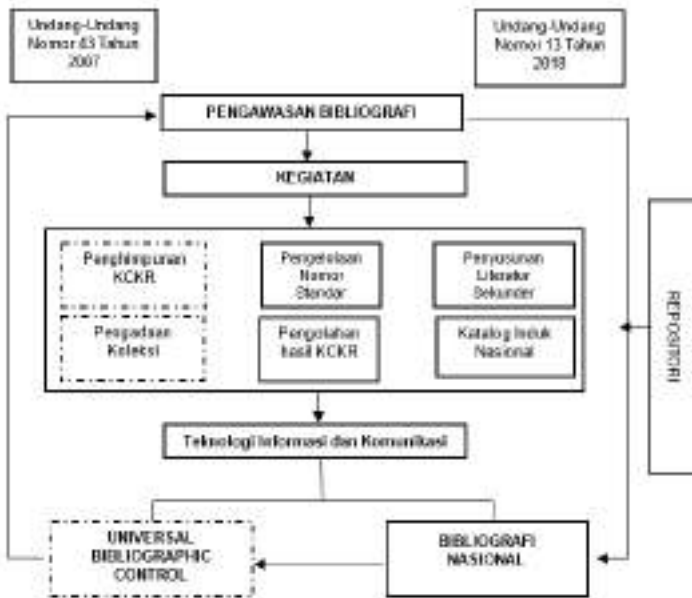 Undang-Undang
Nomor 43 Tahun
2007
Undang-Undang
Nomor 13 Tahun
2018
PENGAWASAN BIBLIOGRAFI
KEGIATAN
Penghimpunan
KCKR
Pengelolaan
Nomor
Standar
Penyusunan
Literatur
Sekunder
Pengadaan
Koleksi
Pengolahan
hasil KCKR
Katalog Induk
Nasional
REPOSITORI
Teknologi Informasi dan Komunikasi
UNIVERSAL
BIBLIOGRAPHIC
CONTROL
BIBLIOGRAFI
NASIONAL